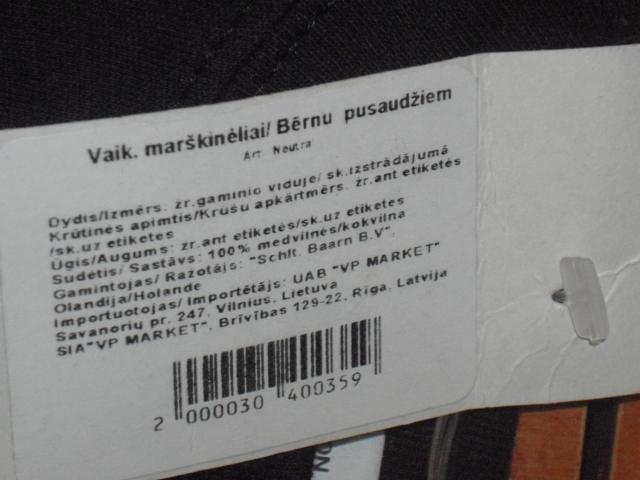 Vaik. marškinėliai/ Bērnu pusaudžiem
Art Neutral
Dydis/Izmērs: žr.gaminio viduje/ sk.izstrādājumā
Krūtinės apimtis/Krūšu apkārtmērs: žr.ant etiketės
/sk.uz etiketes
Ūgis/Augums: žr.ant etiketės/sk.uz etiketes
Sudėtis/ Sastāvs: 100% medvilnės/kokvilna
Gamintojas/ Razotājs: "Schlt. Baarn B.V",
Olandija/Holande
Importuotojas/ Importētājs: UAB "VP MARKET"
Savanorių pr. 247, Vilnius, Lietuva
SIA"VP MARKET", Brīvības 129-22, Rīga, Latvija
2 000030 400359